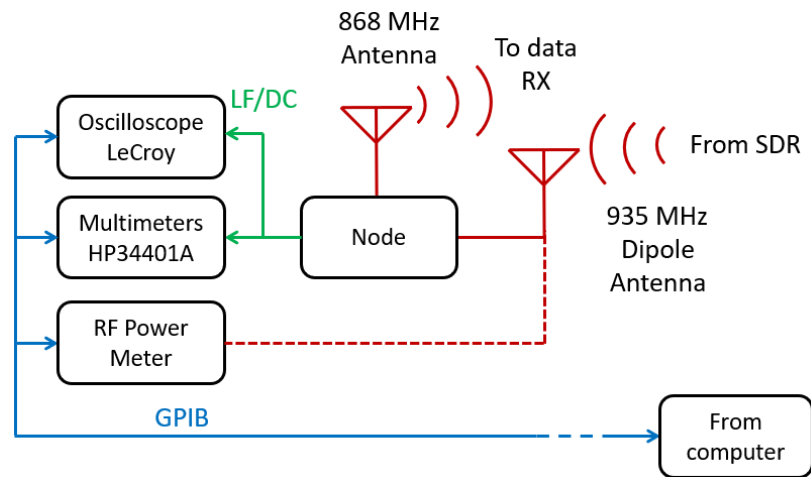 868 MHz
Antenna
To data
RX
LF/DC
Oscilloscope
LeCroy
From SDR
Multimeters
HP34401A
Node
935 MHz
Dipole
Antenna
RF Power
Meter
GPIB
From
computer